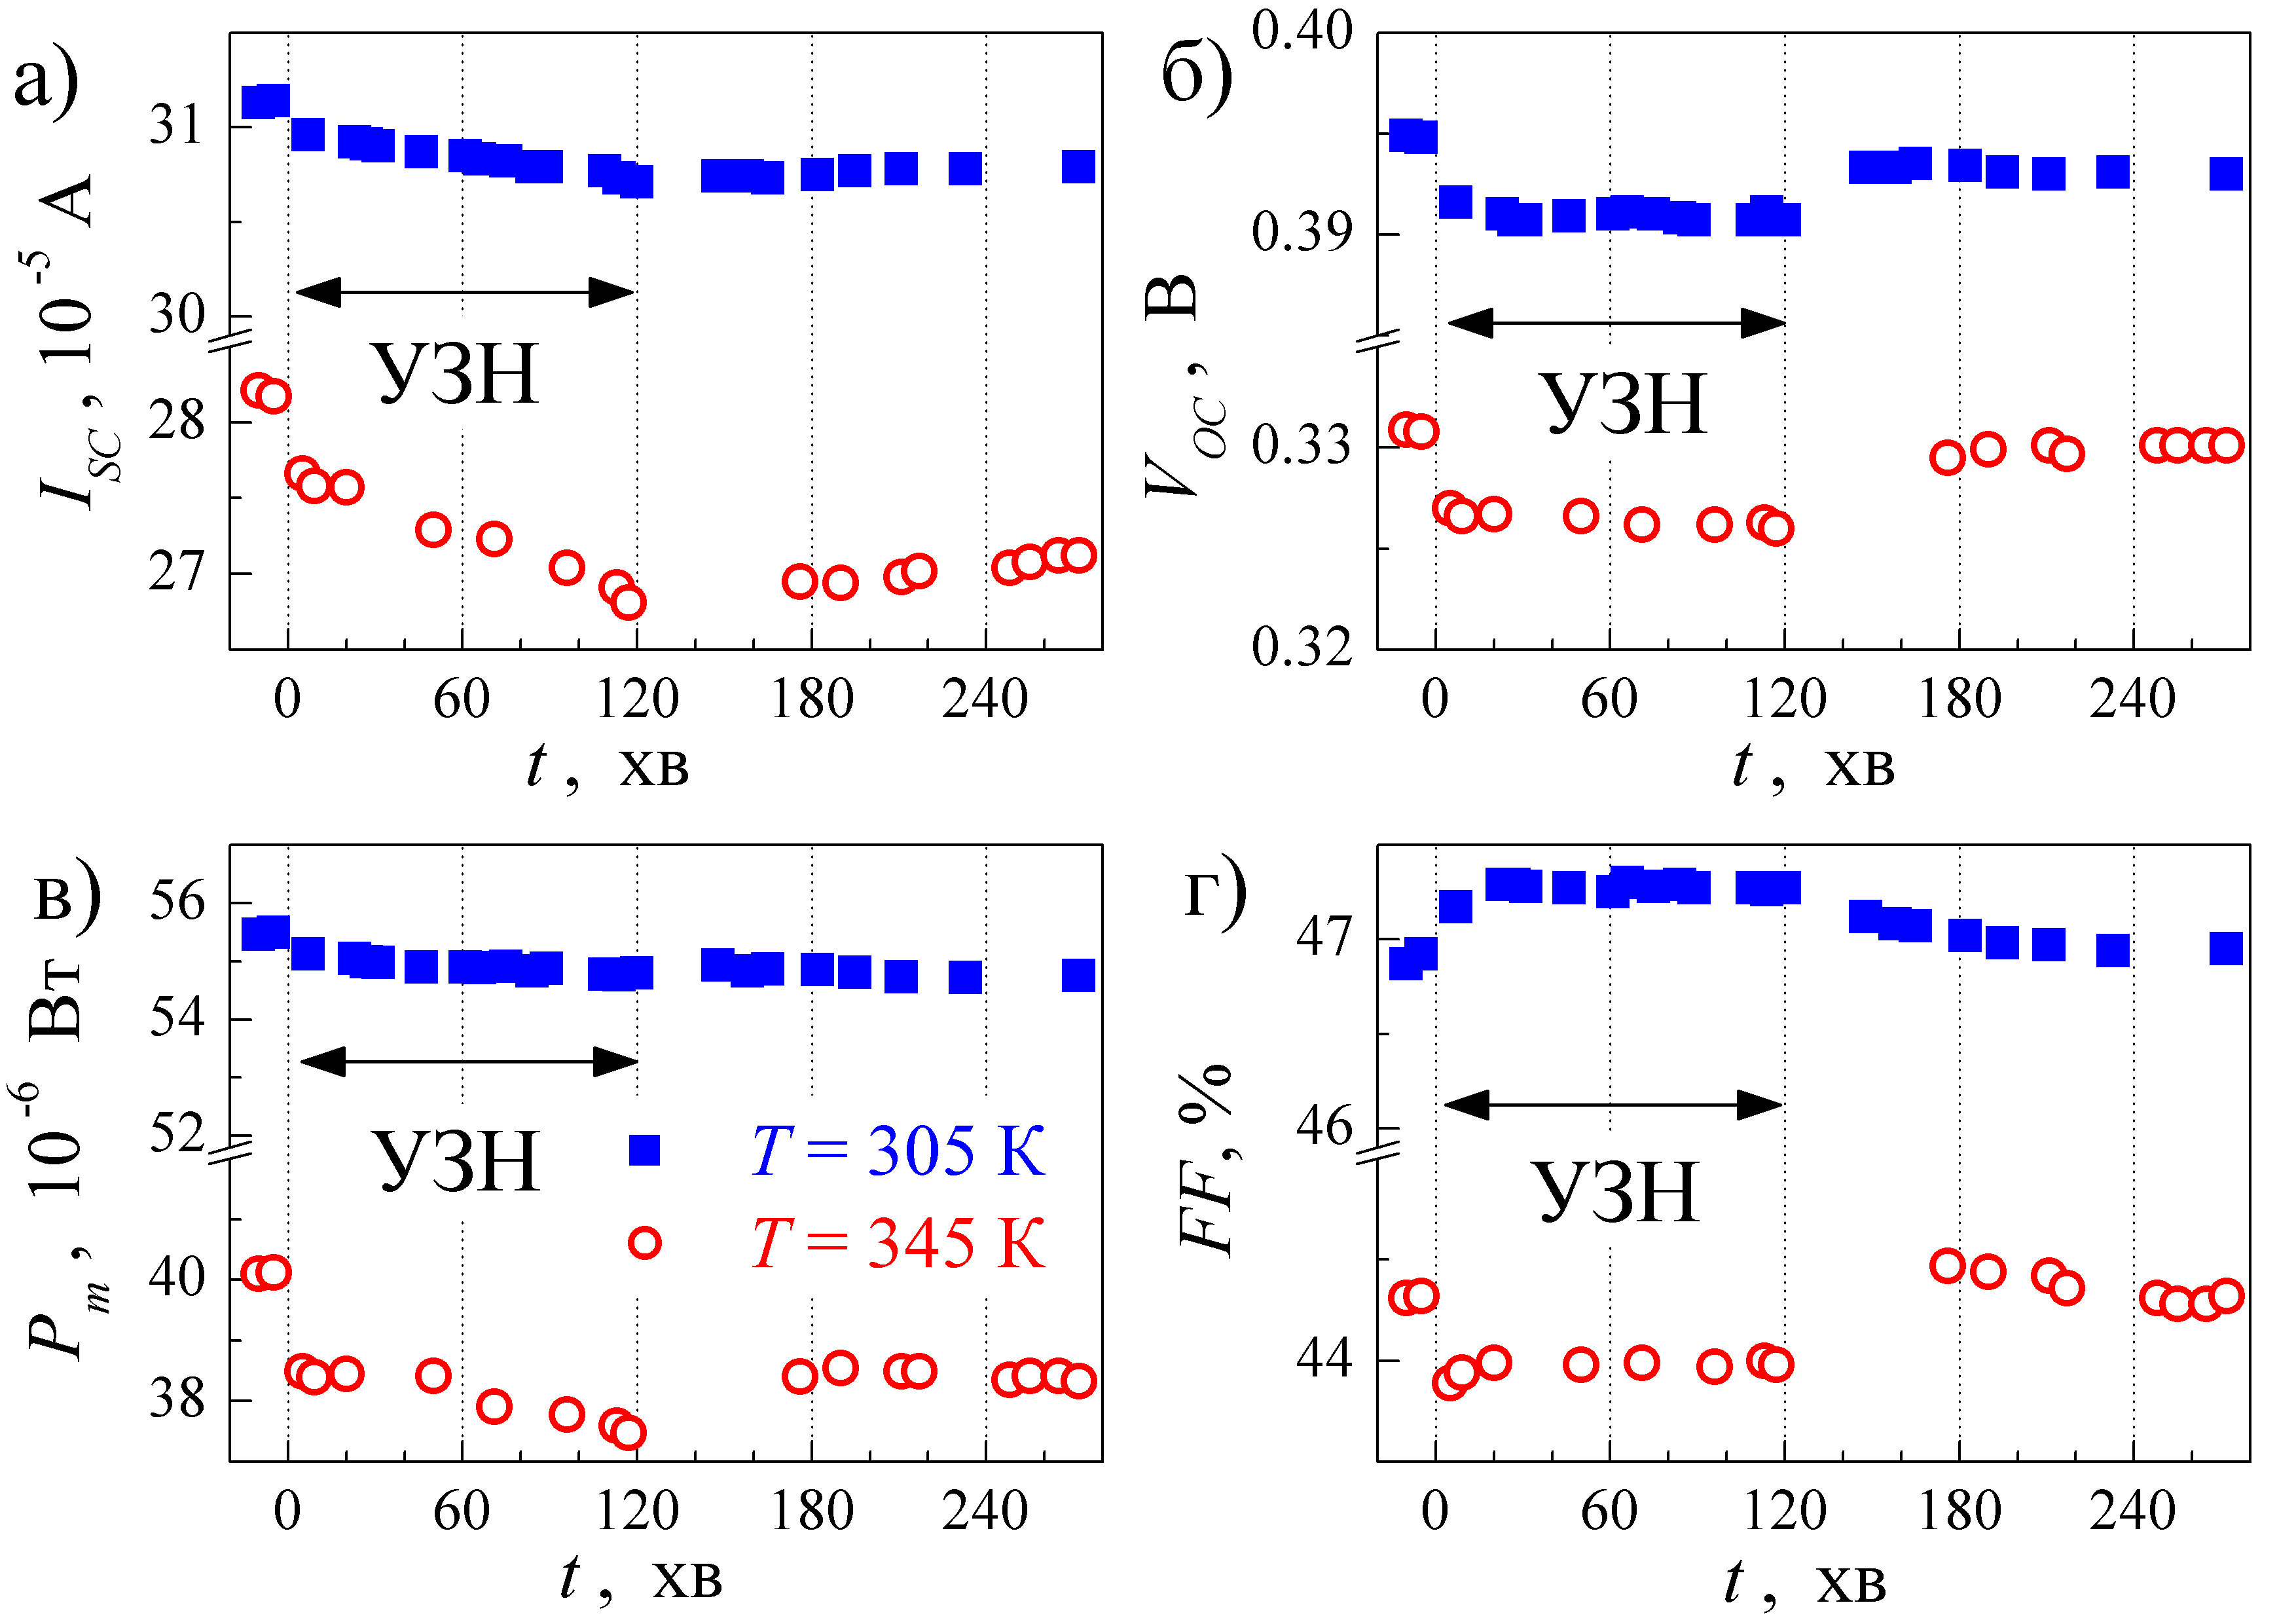 а)
31
30
28
27
I_SC, 10^-5 А
УЗН
0 60 120 180 240
t, хв
б)
0.40
0.39
0.33
0.32
V_OC, В
УЗН
0 60 120 180 240
t, хв
в)
56
54
52
40
38
P_m, 10^-6 Вт
УЗН
T = 305 К
T = 345 К
0 60 120 180 240
t, хв
г)
47
46
44
FF, %
УЗН
0 60 120 180 240
t, хв